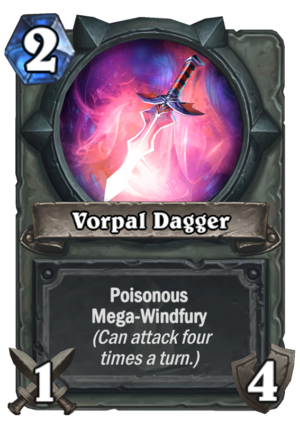 2
Vorpal Dagger
Poisonous
Mega-Windfury
(Can attack four
times a turn.)
1 4